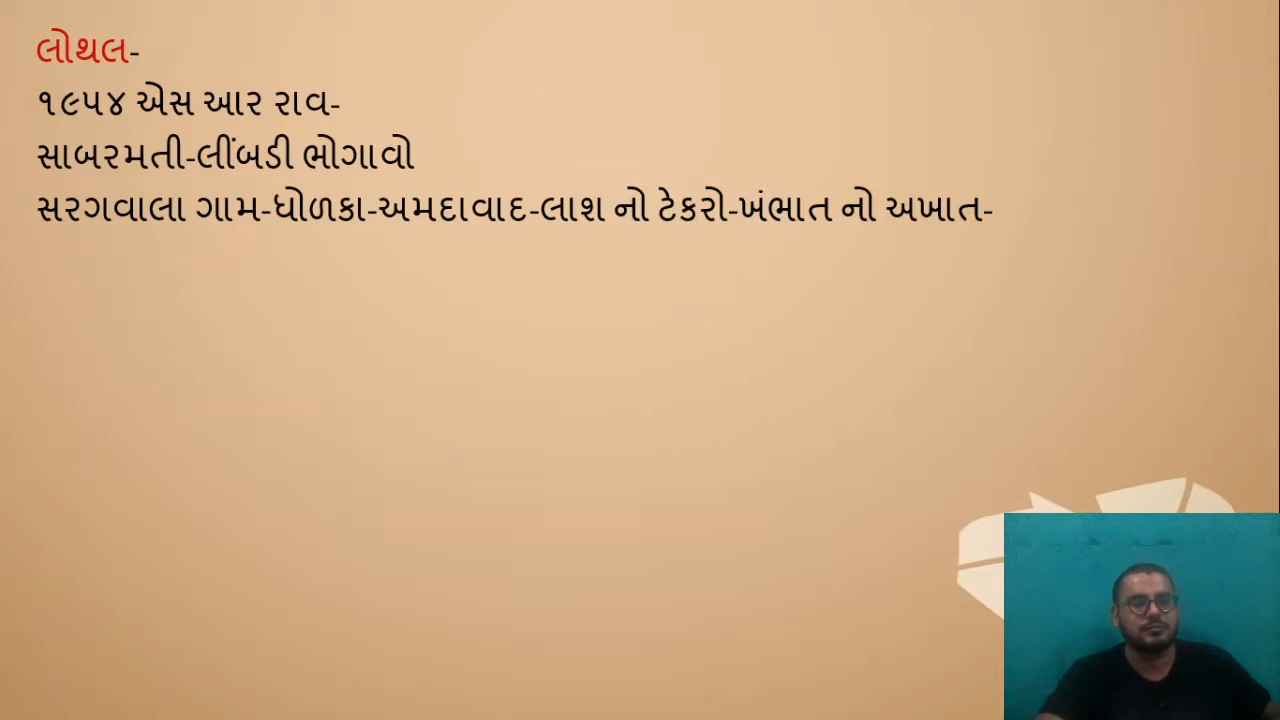 લોથલ-
૧૯૫૪ એસ આર રાવ-
સાબરમતી-લીંબડી ભોગાવો
સરગવાલા ગામ-ધોળકા-અમદાવાદ-લાશ નો ટેકરો-ખંભાત નો અખાત-